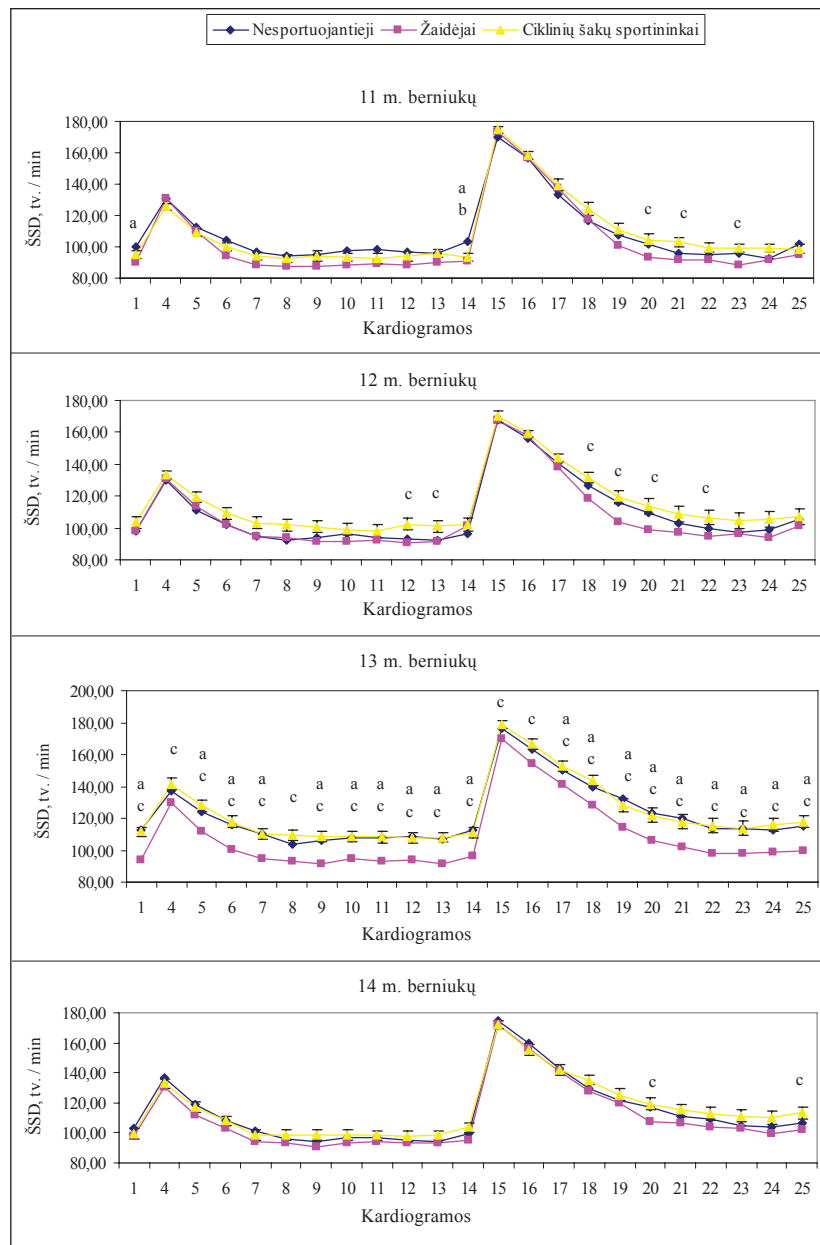 Nesportuojantieji Žaidėjai Ciklinių šakų sportininkai
11 m. berniukų
ŠSD, tv. / min
180,00
160,00
140,00
120,00
100,00
80,00
a
a
b
c c c
1 4 5 6 7 8 9 10 11 12 13 14 15 16 17 18 19 20 21 22 23 24 25
Kardiogramos
12 m. berniukų
ŠSD, tv. / min
180,00
160,00
140,00
120,00
100,00
80,00
c c c c c c
1 4 5 6 7 8 9 10 11 12 13 14 15 16 17 18 19 20 21 22 23 24 25
Kardiogramos
13 m. berniukų
ŠSD, tv. / min
200,00
180,00
160,00
140,00
120,00
100,00
80,00
a a a a a a a a a a a a a a a a a a a
c c c c c c c c c c c c c c c c c c c c c c c
1 4 5 6 7 8 9 10 11 12 13 14 15 16 17 18 19 20 21 22 23 24 25
Kardiogramos
14 m. berniukų
ŠSD, tv. / min
180,00
160,00
140,00
120,00
100,00
80,00
c c
1 4 5 6 7 8 9 10 11 12 13 14 15 16 17 18 19 20 21 22 23 24 25
Kardiogramos